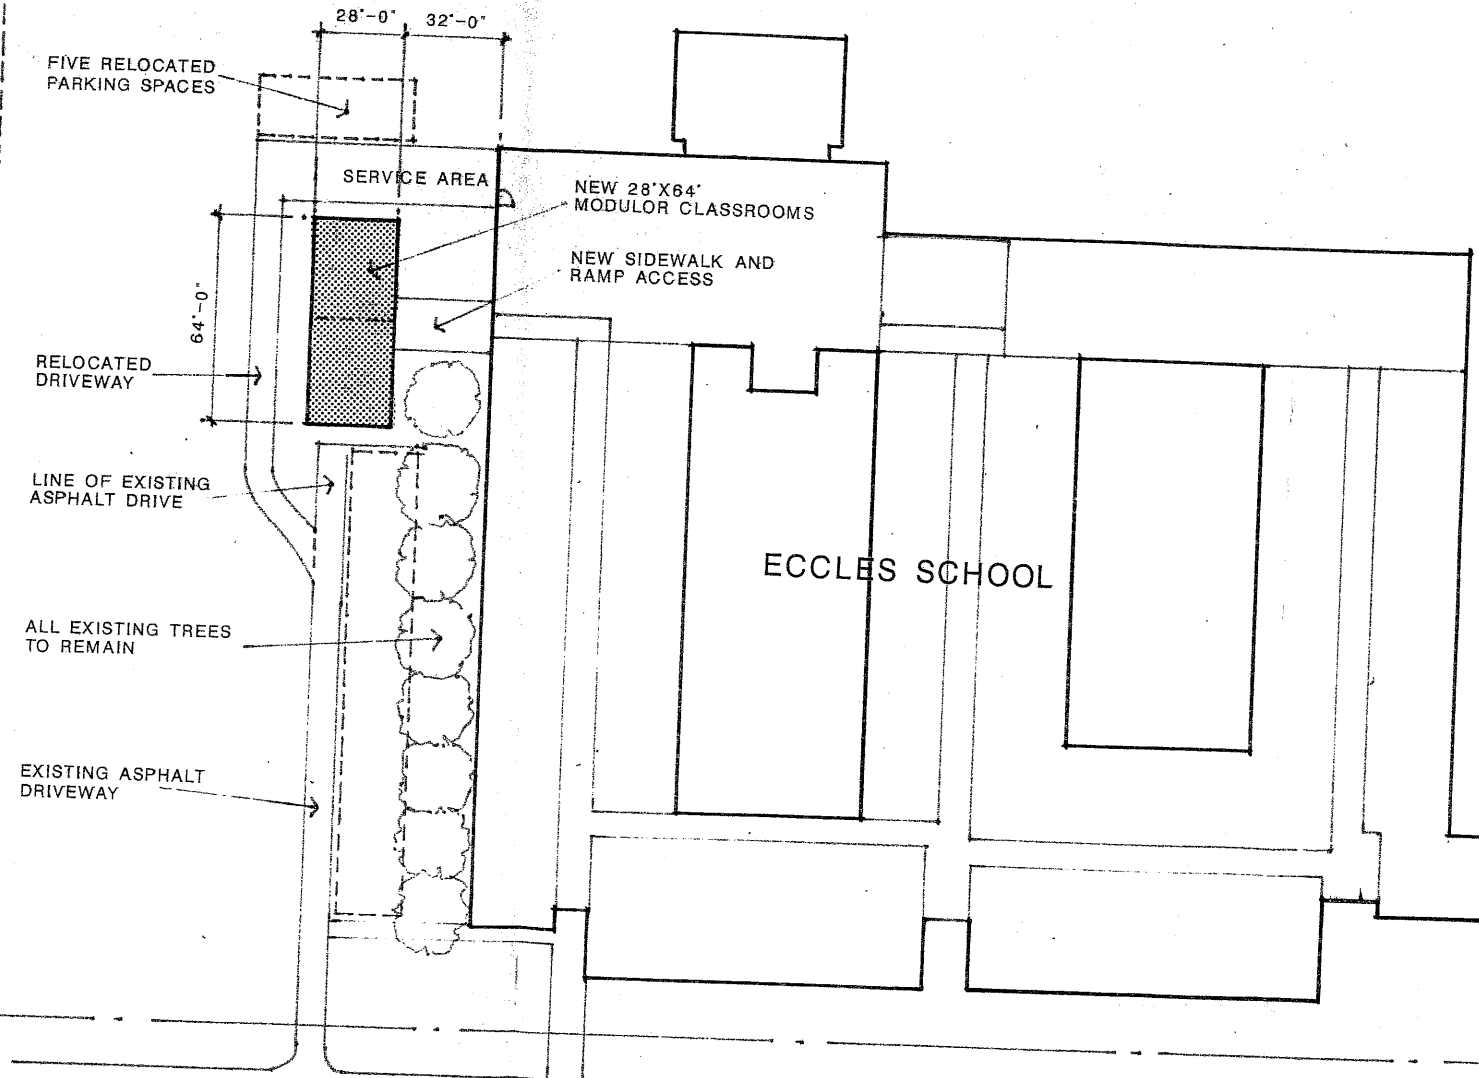 28'-0"
32'-0"
FIVE RELOCATED
PARKING SPACES
SERVICE AREA
NEW 28'X64'
MODULOR CLASSROOMS
NEW SIDEWALK AND
RAMP ACCESS
64'-0"
RELOCATED
DRIVEWAY
LINE OF EXISTING
ASPHALT DRIVE
ECCLES SCHOOL
ALL EXISTING TREES
TO REMAIN
EXISTING ASPHALT
DRIVEWAY